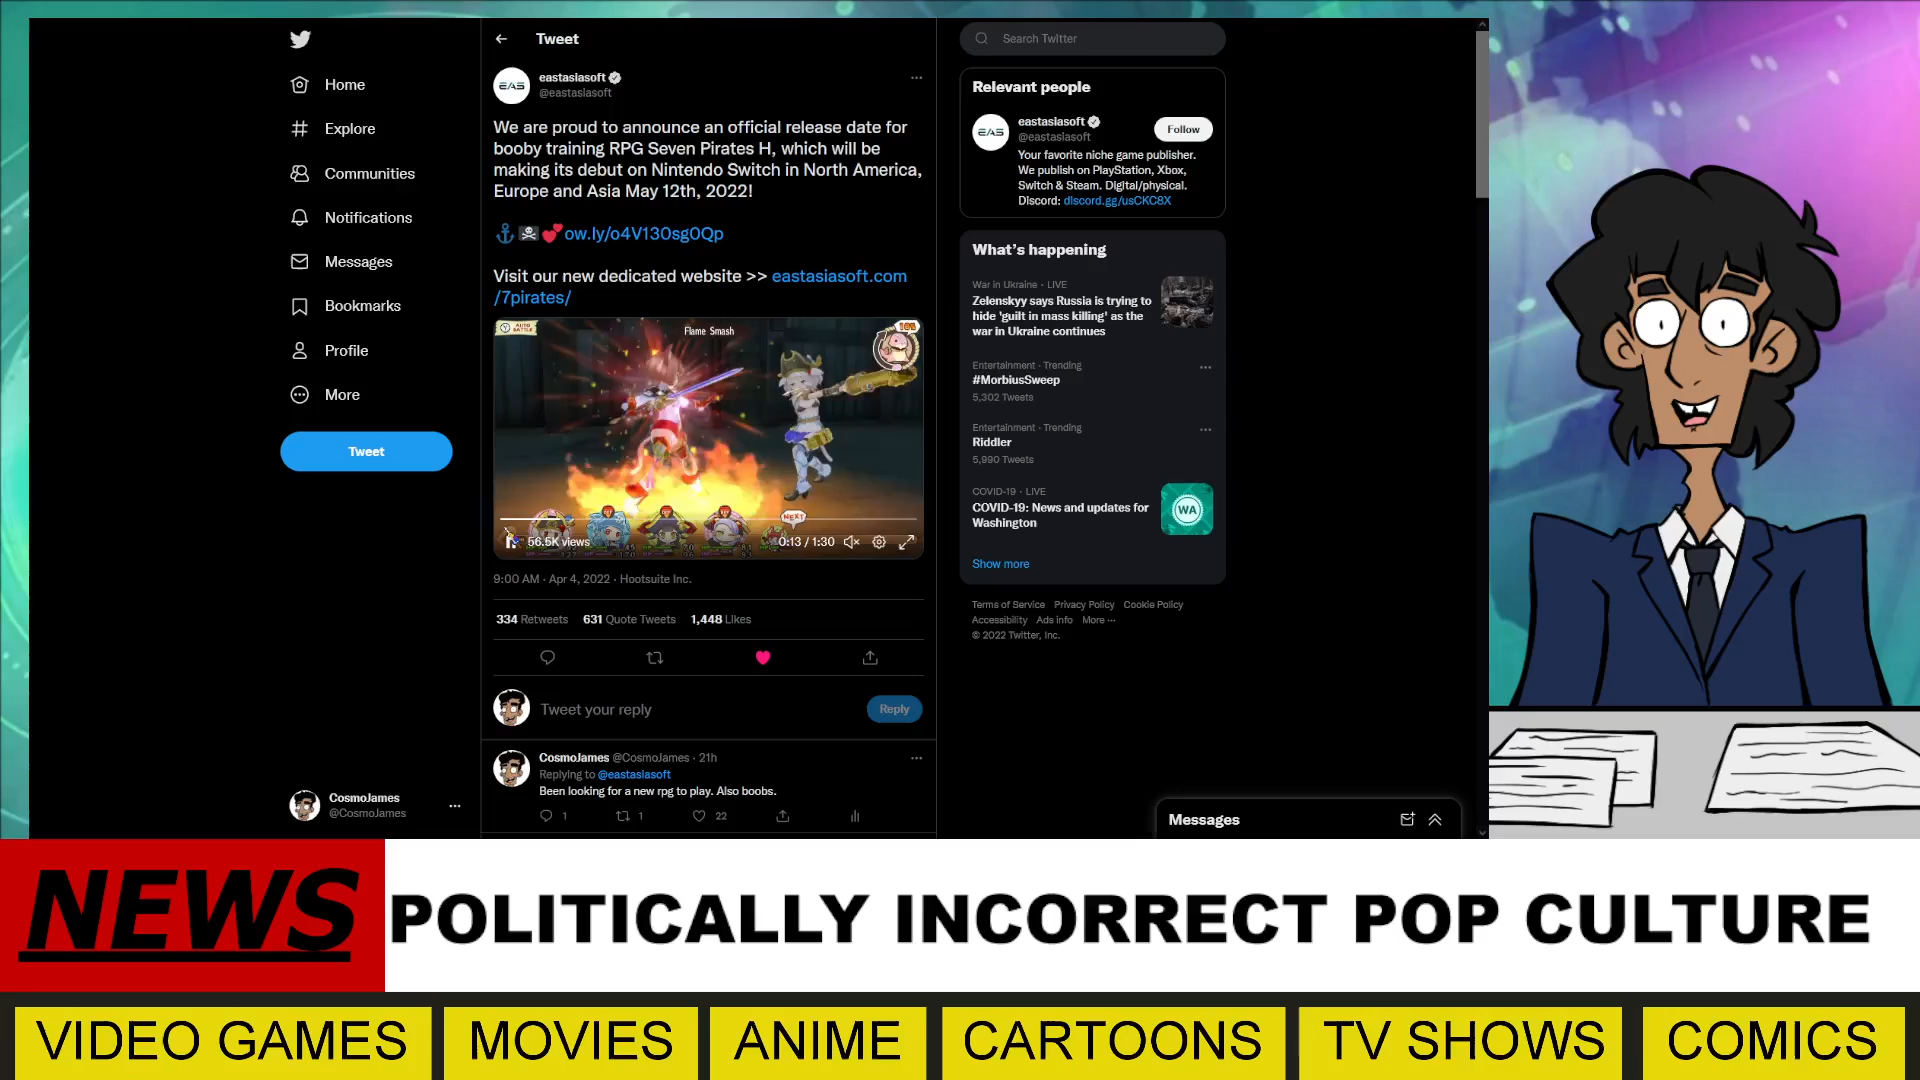 Home
Explore
Communities
Notifications
Messages
Bookmarks
Profile
More
Tweet
CosmoJames
@CosmoJames
Tweet
EAS
eastasiasoft
@eastasiasoft
We are proud to announce an official release date for
booby training RPG Seven Pirates H, which will be
making its debut on Nintendo Switch in North America,
Europe and Asia May 12th, 2022!
ow.ly/o4V130sg0Qp
Visit our new dedicated website >> eastasiasoft.com
/7pirates/
AUTO
BATTLE
Flame Smash
NEXT
56.5K views
0:13 / 1:30
9:00 AM · Apr 4, 2022 · Hootsuite Inc.
334 Retweets 631 Quote Tweets 1,448 Likes
Tweet your reply
Reply
CosmoJames @CosmoJames · 21h
Replying to @eastasiasoft
Been looking for a new rpg to play. Also boobs.
1 1 22
Search Twitter
Relevant people
EAS
eastasiasoft
@eastasiasoft
Follow
Your favorite niche game publisher.
We publish on PlayStation, Xbox,
Switch & Steam. Digital/physical.
Discord: discord.gg/usCKC8X
What's happening
War in Ukraine · LIVE
Zelenskyy says Russia is trying to
hide 'guilt in mass killing' as the
war in Ukraine continues
Entertainment · Trending
#MorbiusSweep
5,302 Tweets
Entertainment · Trending
Riddler
5,990 Tweets
COVID-19 · LIVE
COVID-19: News and updates for
Washington
WA
Show more
Terms of Service Privacy Policy Cookie Policy
Accessibility Ads info More ···
© 2022 Twitter, Inc.
Messages
NEWS
POLITICALLY INCORRECT POP CULTURE
VIDEO GAMES MOVIES ANIME CARTOONS TV SHOWS COMICS